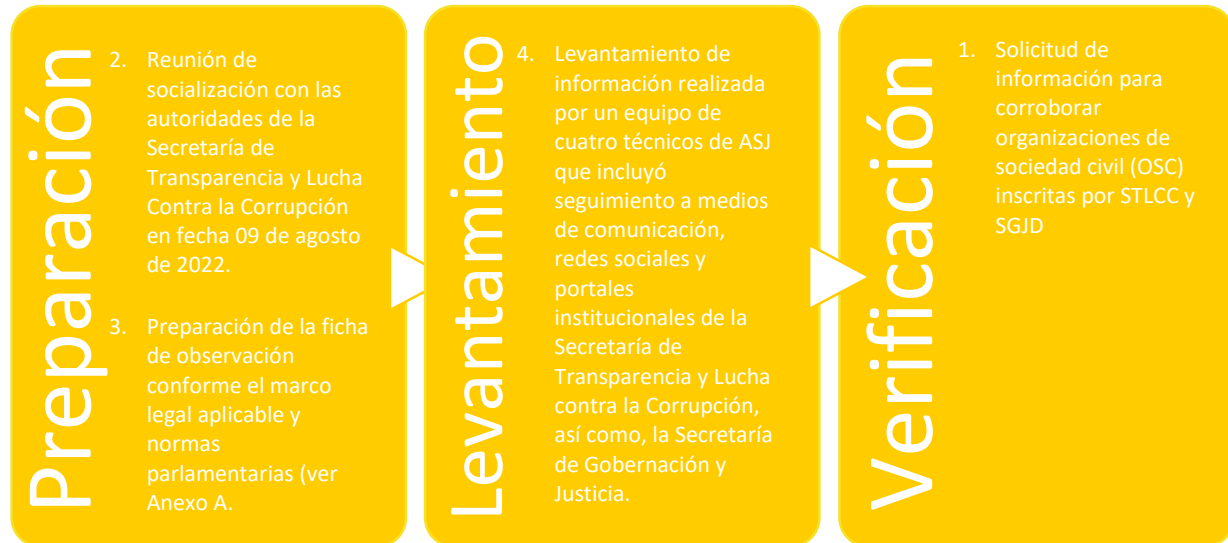 Preparación
2. Reunión de
socialización con las
autoridades de la
Secretaría de
Transparencia y Lucha
Contra la Corrupción
en fecha 09 de agosto
de 2022.
3. Preparación de la ficha
de observación
conforme el marco
legal aplicable y
normas
parlamentarias (ver
Anexo A.
Levantamiento
4. Levantamiento de
información realizada
por un equipo de
cuatro técnicos de ASJ
que incluyó
seguimiento a medios
de comunicación,
redes sociales y
portales
institucionales de la
Secretaría de
Transparencia y Lucha
contra la Corrupción,
así como, la Secretaría
de Gobernación y
Justicia.
Verificación
1. Solicitud de
información para
corroborar
organizaciones de
sociedad civil (OSC)
inscritas por STLCC y
SGJD